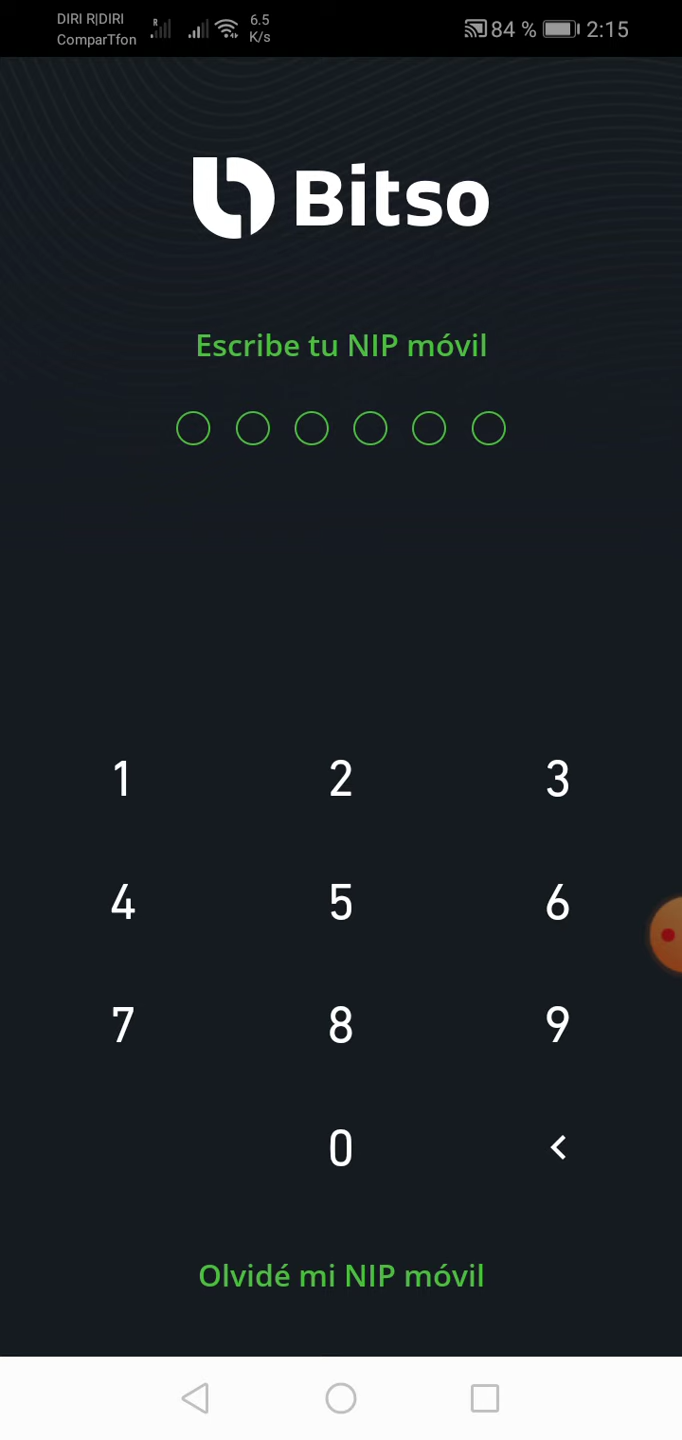 DIRI R|DIRI
ComparTfon
R
6.5
K/s
84 %
2:15
Bitso
Escribe tu NIP móvil
1 2 3
4 5 6
7 8 9
0 <
Olvidé mi NIP móvil